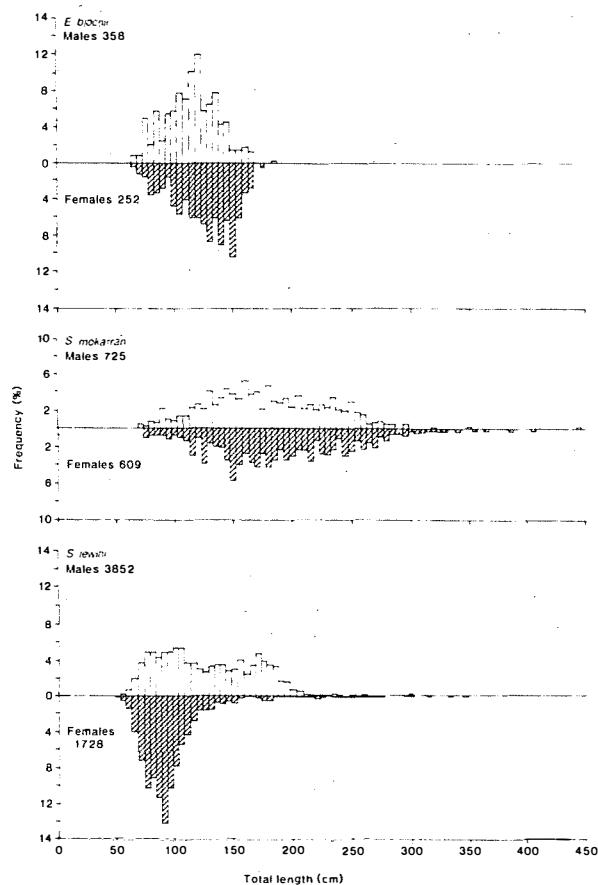 14
12
8
4
0
4
8
12
14
E blochii
Males 358
Females 252
10
6
2
2
6
10
S mokarran
Males 725
Females 609
Frequency (%)
14
12
8
4
0
4
8
12
14
S lewini
Males 3852
Females
1728
0 50 100 150 200 250 300 350 400 450
Total length (cm)